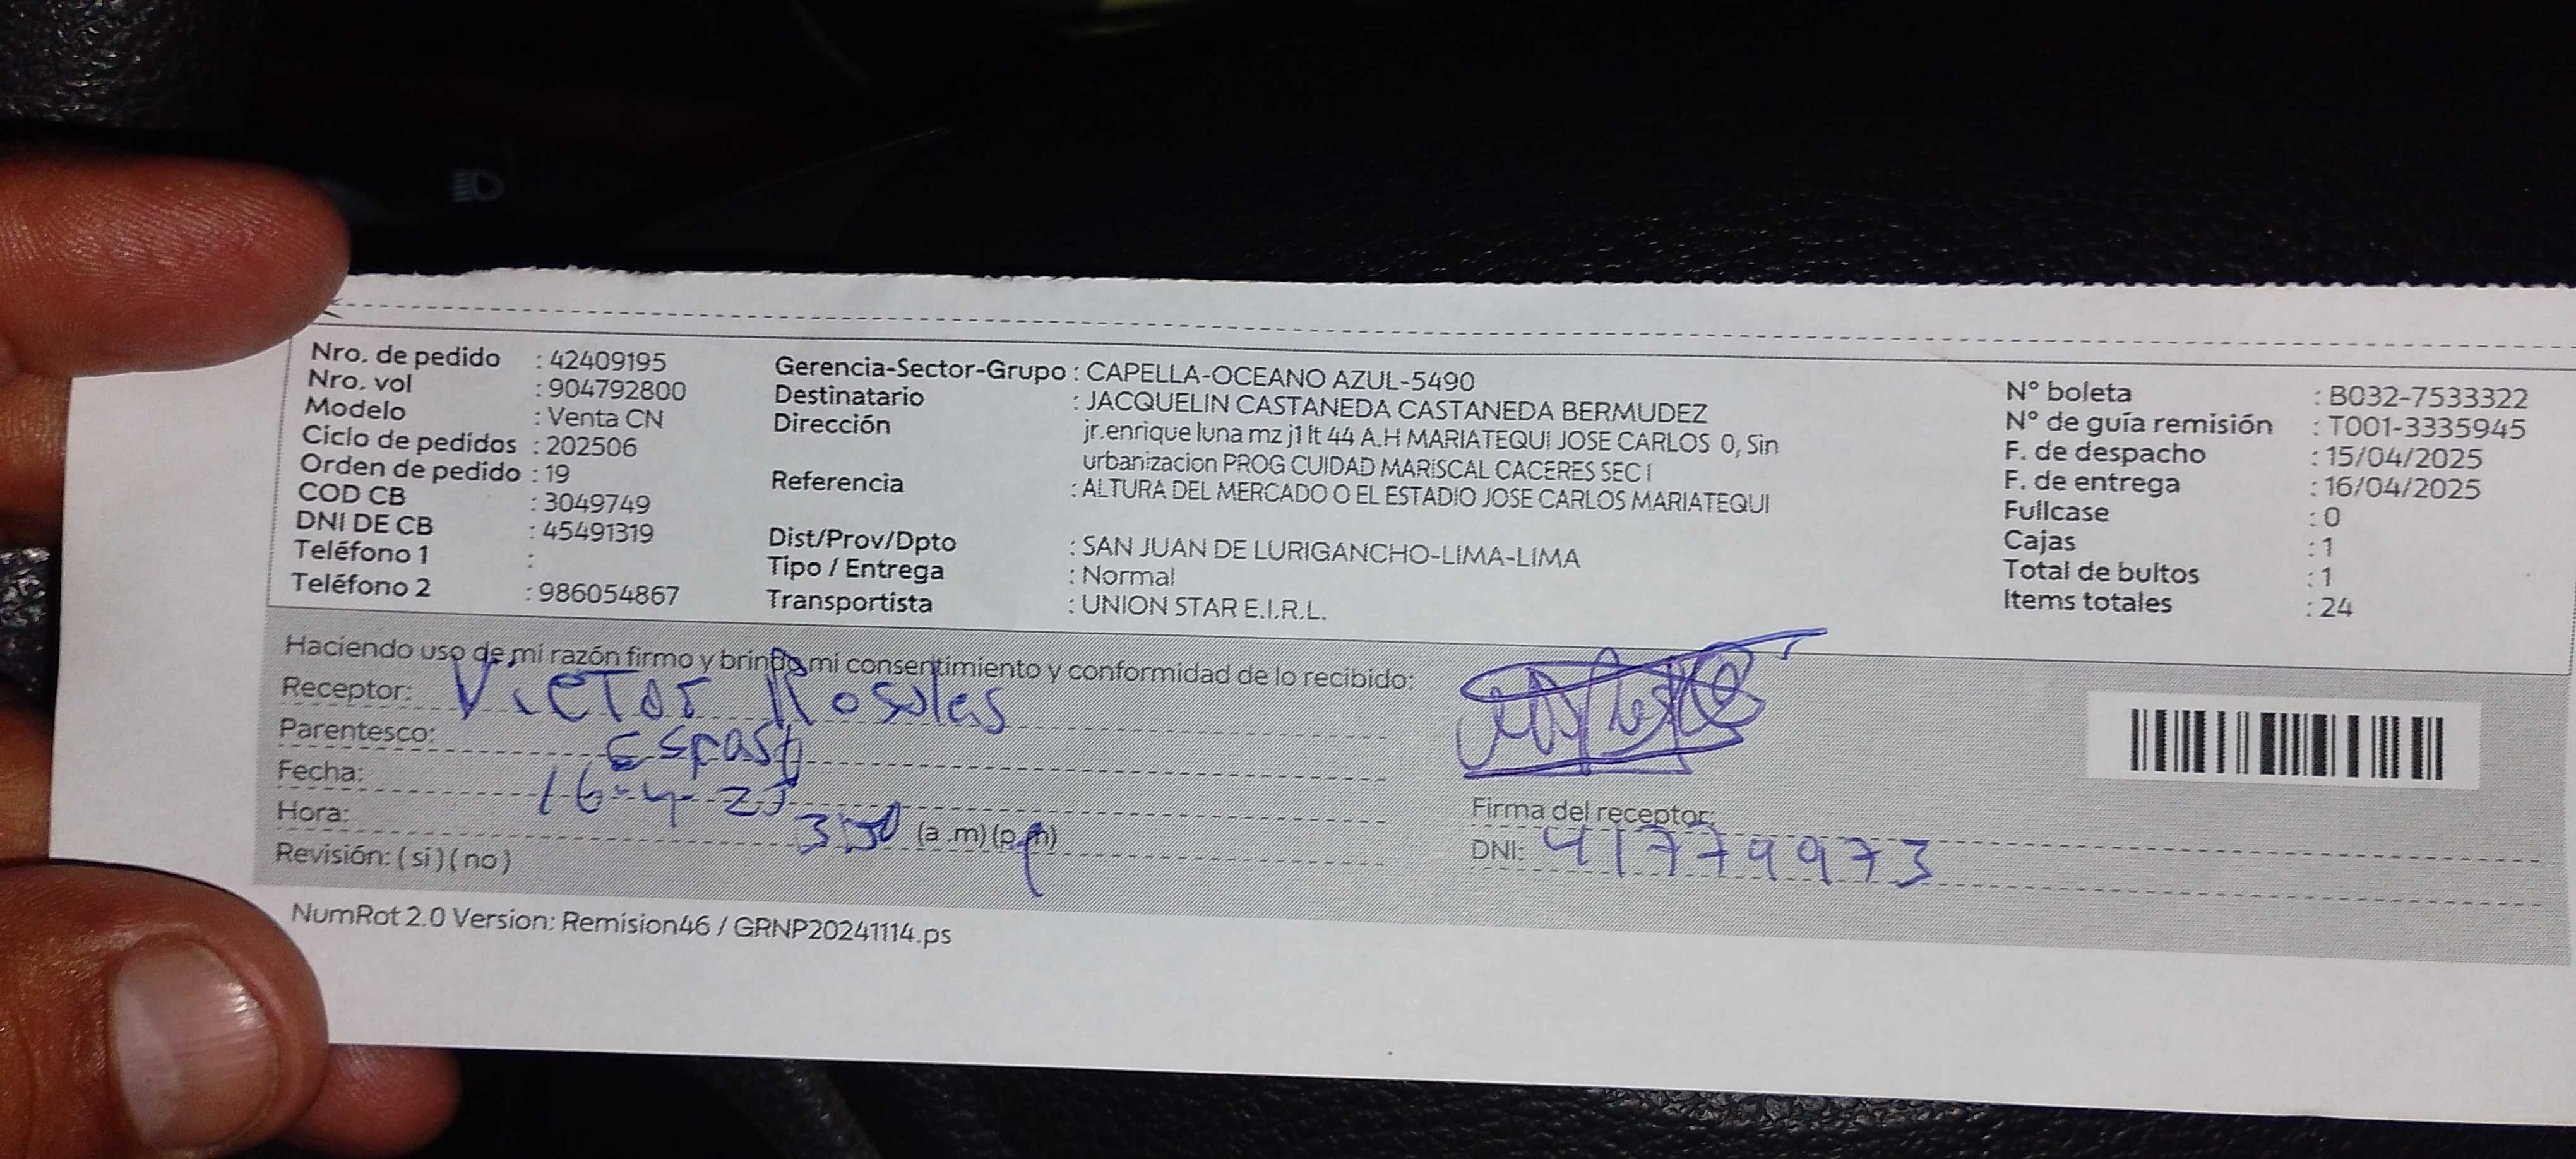 Nro. de pedido : 42409195
Nro. vol : 904792800
Modelo : Venta CN
Ciclo de pedidos : 202506
Orden de pedido : 19
COD CB : 3049749
DNI DE CB : 45491319
Teléfono 1 :
Teléfono 2 : 986054867
Gerencia-Sector-Grupo : CAPELLA-OCEANO AZUL-5490
Destinatario : JACQUELIN CASTANEDA CASTANEDA BERMUDEZ
Dirección jr.enrique luna mz j1 lt 44 A.H MARIATEQUI JOSE CARLOS 0, Sin
urbanizacion PROG CUIDAD MARISCAL CACERES SEC I
Referencia : ALTURA DEL MERCADO O EL ESTADIO JOSE CARLOS MARIATEQUI
Dist/Prov/Dpto : SAN JUAN DE LURIGANCHO-LIMA-LIMA
Tipo / Entrega : Normal
Transportista : UNION STAR E.I.R.L.
N° boleta : B032-7533322
N° de guía remisión : T001-3335945
F. de despacho : 15/04/2025
F. de entrega : 16/04/2025
Fullcase : 0
Cajas : 1
Total de bultos : 1
Items totales : 24
Haciendo uso de mi razón firmo y brindo mi consentimiento y conformidad de lo recibido:
Receptor: Victor Rosales
Parentesco: Esposo
Fecha: 16-4-25
Hora: (a.m)(p.m)
Revisión: (si)(no)
Firma del receptor:
DNI: 41779973
NumRot 2.0 Version: Remision46 / GRNP20241114.ps